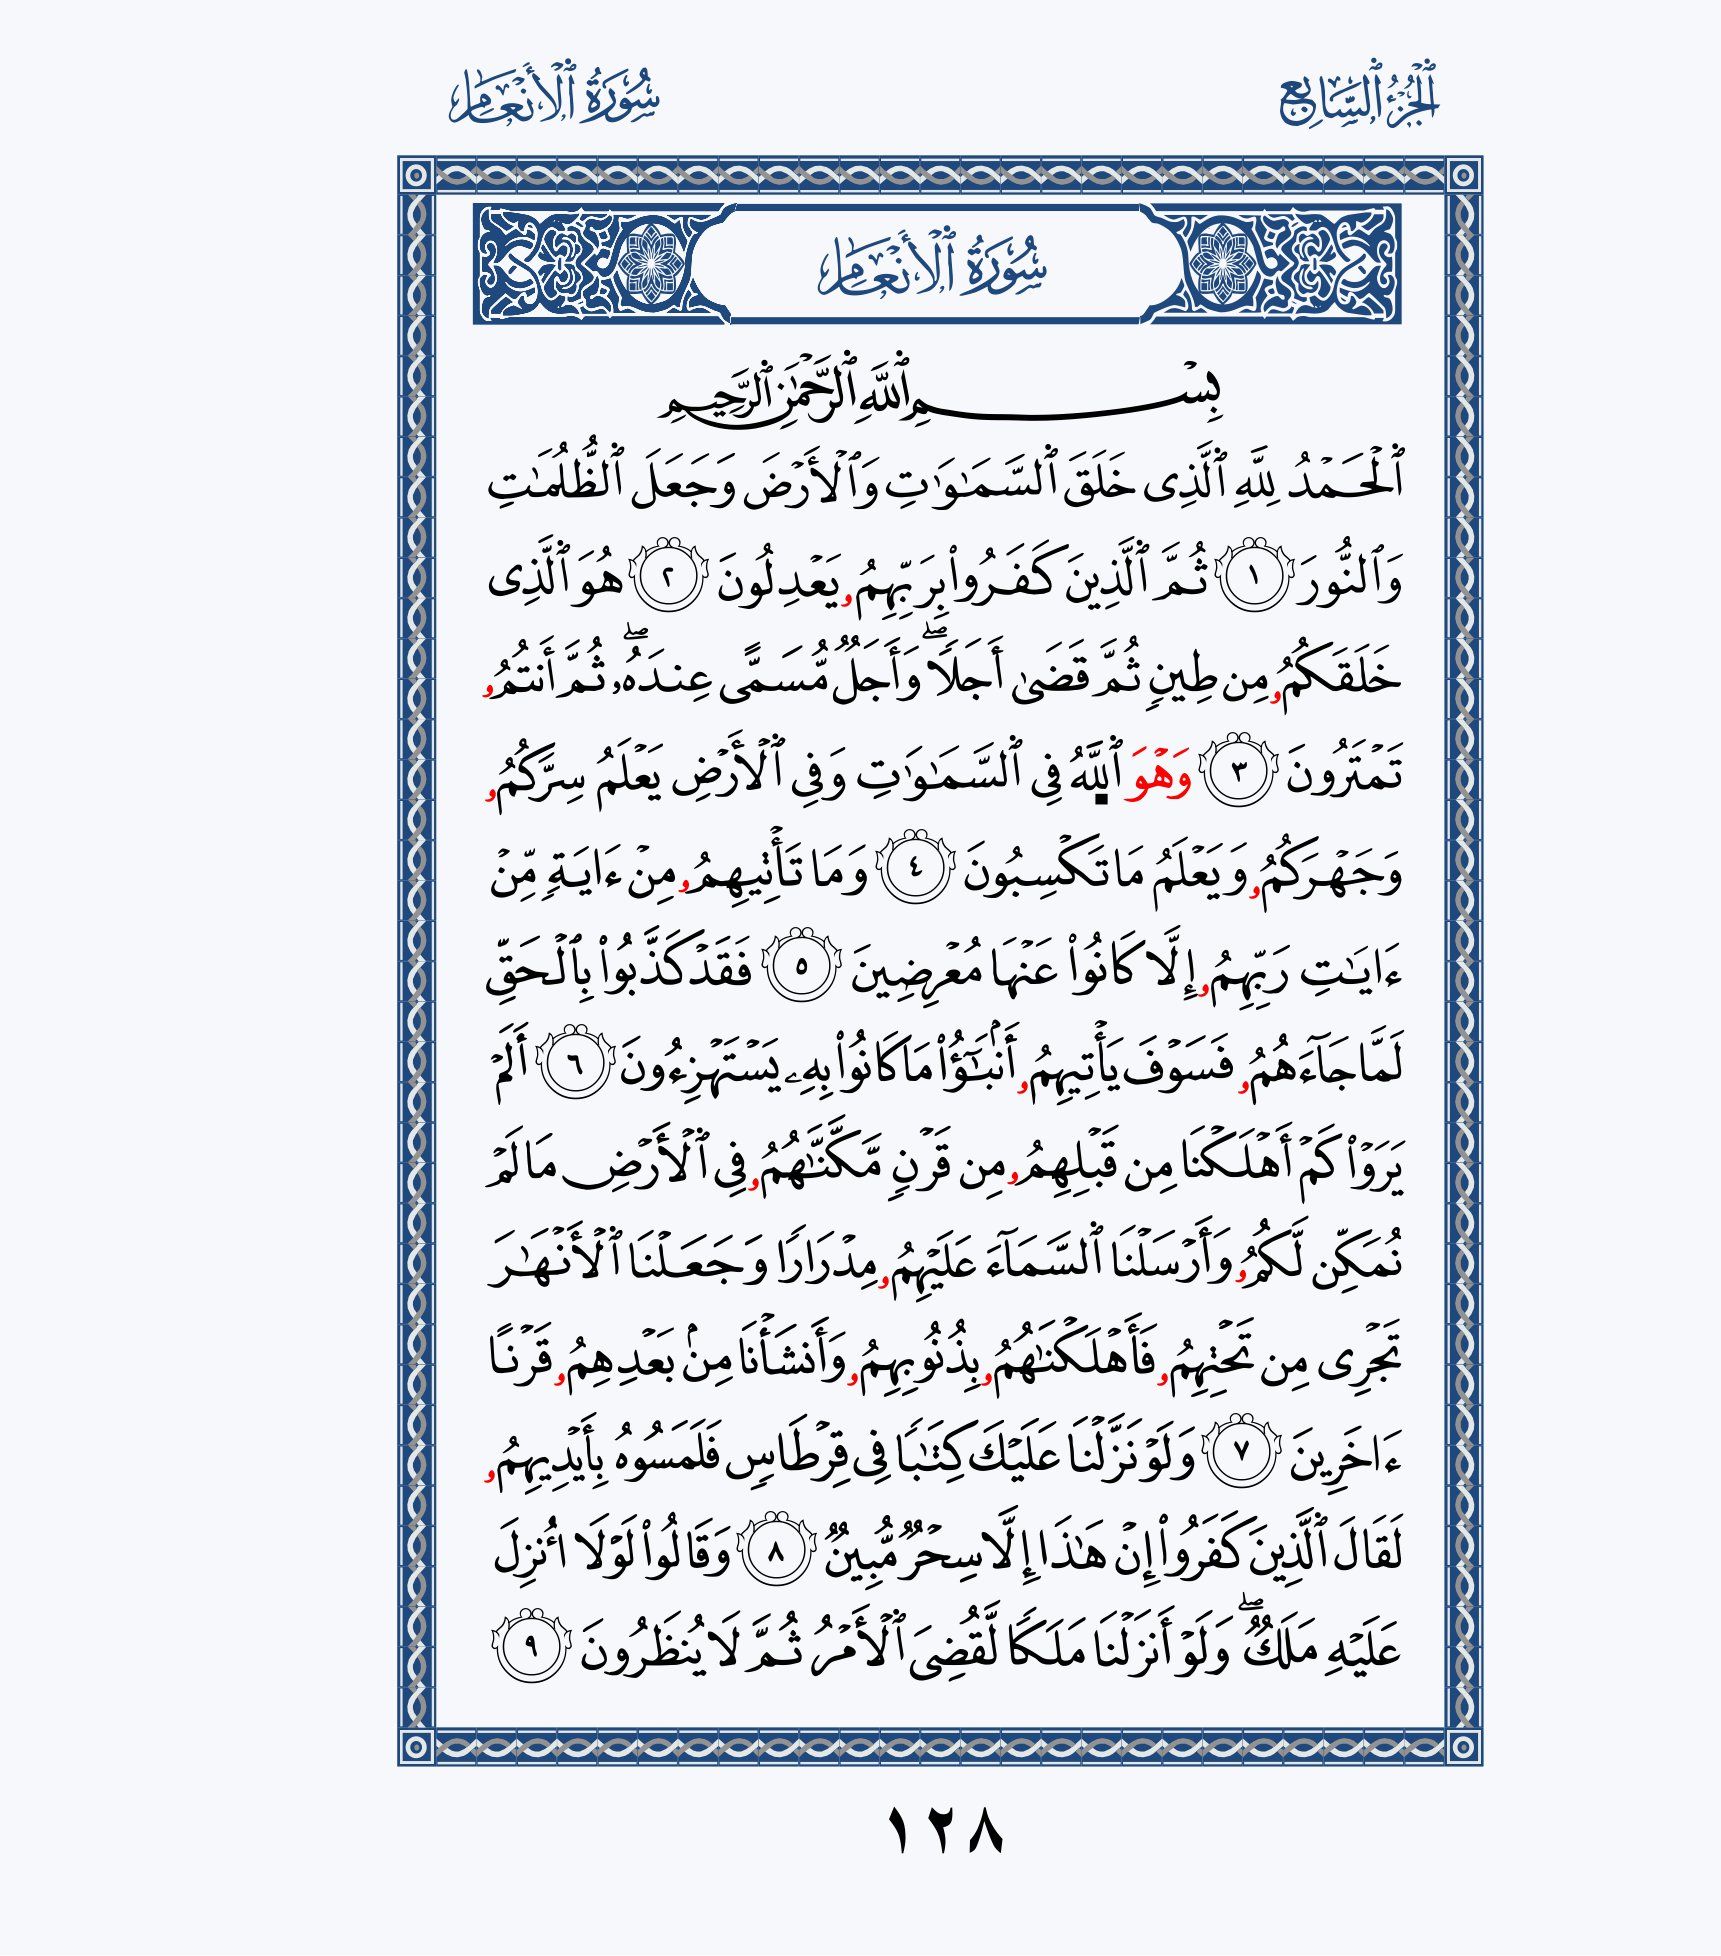 ٱلْجُزْءُ ٱلسَّابِعُ
سُورَةُ ٱلْأَنْعَامِ
سُورَةُ ٱلْأَنْعَامِ
بِسْمِ ٱللَّهِ ٱلرَّحْمَٰنِ ٱلرَّحِيمِ
ٱلْحَمْدُ لِلَّهِ ٱلَّذِى خَلَقَ ٱلسَّمَٰوَٰتِ وَٱلْأَرْضَ وَجَعَلَ ٱلظُّلُمَٰتِ
وَٱلنُّورَ ١ ثُمَّ ٱلَّذِينَ كَفَرُوا۟ بِرَبِّهِمُۥ يَعْدِلُونَ ٢ هُوَ ٱلَّذِى
خَلَقَكُمُۥ مِن طِينٍ ثُمَّ قَضَىٰ أَجَلًاۖ وَأَجَلٌ مُّسَمًّى عِندَهُۥۖ ثُمَّ أَنتُمُۥ
تَمْتَرُونَ ٣ وَهْوَ ٱللَّهُ فِى ٱلسَّمَٰوَٰتِ وَفِى ٱلْأَرْضِ يَعْلَمُ سِرَّكُمُۥ
وَجَهْرَكُمُۥ وَيَعْلَمُ مَا تَكْسِبُونَ ٤ وَمَا تَأْتِيهِمُۥ مِنْ ءَايَةٍ مِّنْ
ءَايَٰتِ رَبِّهِمُۥ إِلَّا كَانُوا۟ عَنْهَا مُعْرِضِينَ ٥ فَقَدْ كَذَّبُوا۟ بِٱلْحَقِّ
لَمَّا جَآءَهُمُۥ فَسَوْفَ يَأْتِيهِمُۥ أَنۢبَٰٓؤُا۟ مَا كَانُوا۟ بِهِۦ يَسْتَهْزِءُونَ ٦ أَلَمْ
يَرَوْا۟ كَمْ أَهْلَكْنَا مِن قَبْلِهِمُۥ مِن قَرْنٍ مَّكَّنَّٰهُمُۥ فِى ٱلْأَرْضِ مَا لَمْ
نُمَكِّن لَّكُمُۥ وَأَرْسَلْنَا ٱلسَّمَآءَ عَلَيْهِمُۥ مِدْرَارًا وَجَعَلْنَا ٱلْأَنْهَٰرَ
تَجْرِى مِن تَحْتِهِمُۥ فَأَهْلَكْنَٰهُمُۥ بِذُنُوبِهِمُۥ وَأَنشَأْنَا مِنۢ بَعْدِهِمُۥ قَرْنًا
ءَاخَرِينَ ٧ وَلَوْ نَزَّلْنَا عَلَيْكَ كِتَٰبًا فِى قِرْطَاسٍ فَلَمَسُوهُ بِأَيْدِيهِمُۥ
لَقَالَ ٱلَّذِينَ كَفَرُوا۟ إِنْ هَٰذَا إِلَّا سِحْرٌ مُّبِينٌ ٨ وَقَالُوا۟ لَوْلَا أُنزِلَ
عَلَيْهِ مَلَكٌۖ وَلَوْ أَنزَلْنَا مَلَكًا لَّقُضِىَ ٱلْأَمْرُ ثُمَّ لَا يُنظَرُونَ ٩
١٢٨